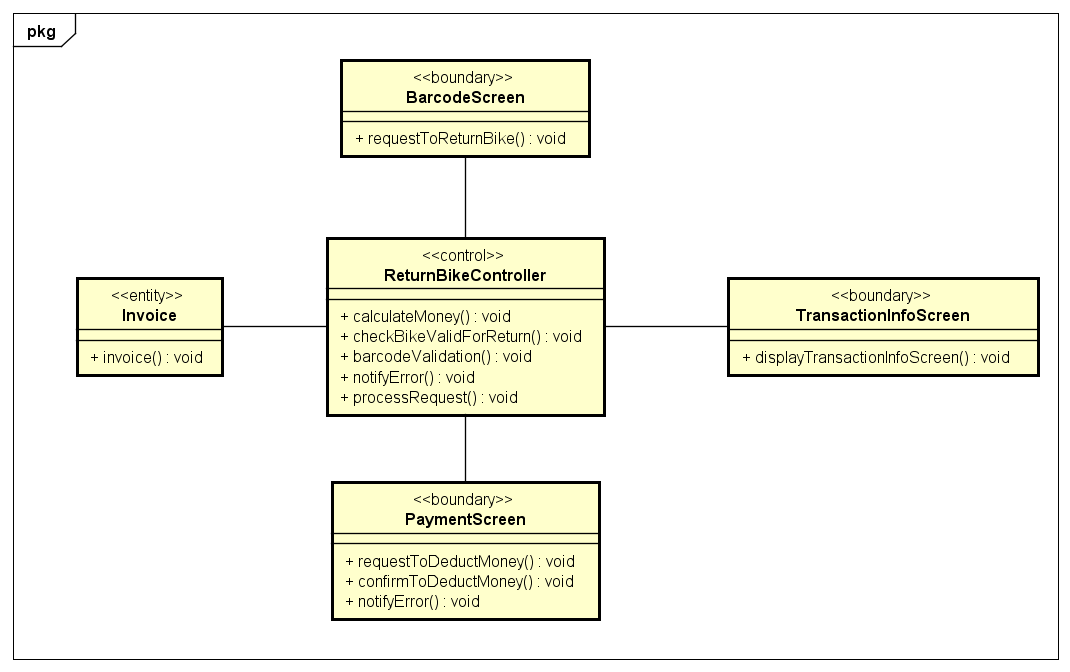 pkg
<<boundary>>
BarcodeScreen
+ requestToReturnBike() : void
<<control>>
ReturnBikeController
+ calculateMoney() : void
+ checkBikeValidForReturn() : void
+ barcodeValidation() : void
+ notifyError() : void
+ processRequest() : void
<<entity>>
Invoice
+ invoice() : void
<<boundary>>
TransactionInfoScreen
+ displayTransactionInfoScreen() : void
<<boundary>>
PaymentScreen
+ requestToDeductMoney() : void
+ confirmToDeductMoney() : void
+ notifyError() : void